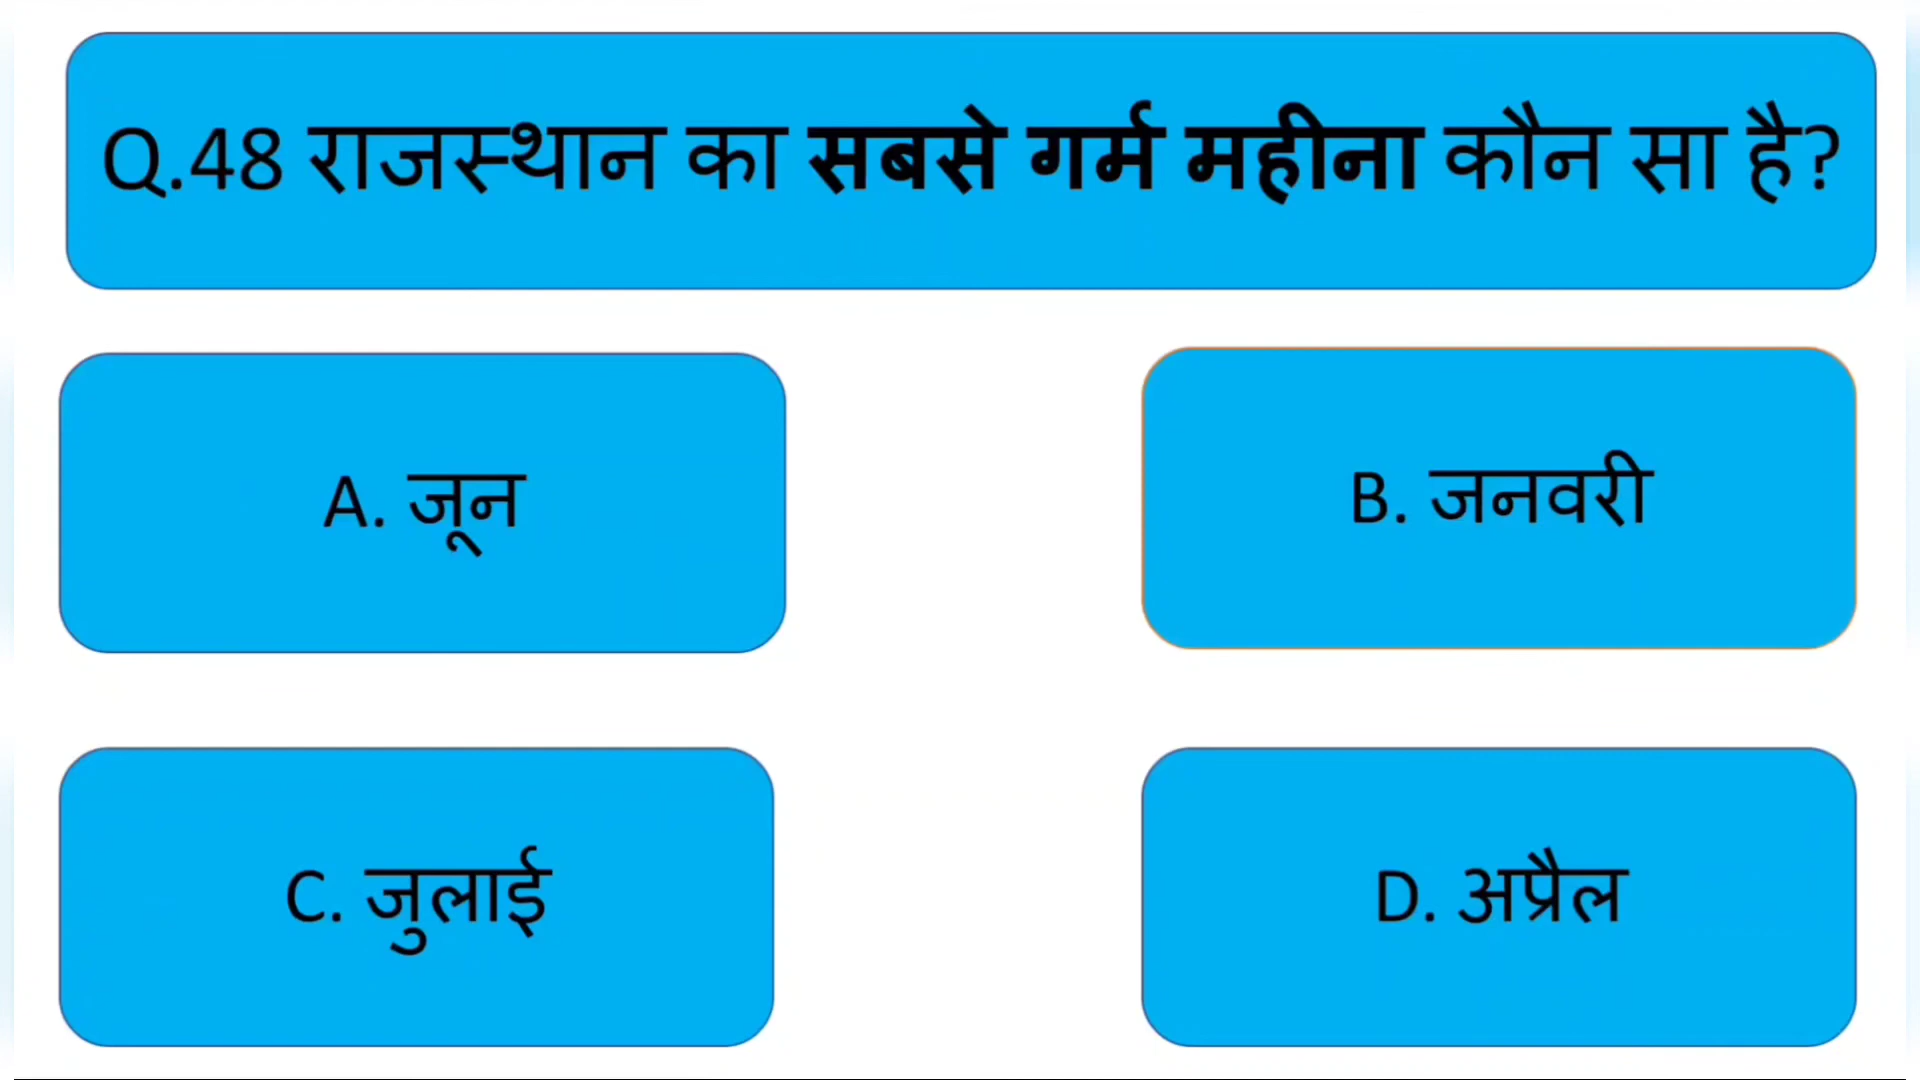 Q.48 राजस्थान का सबसे गर्म महीना कौन सा है?
A. जून
B. जनवरी
C. जुलाई
D. अप्रैल